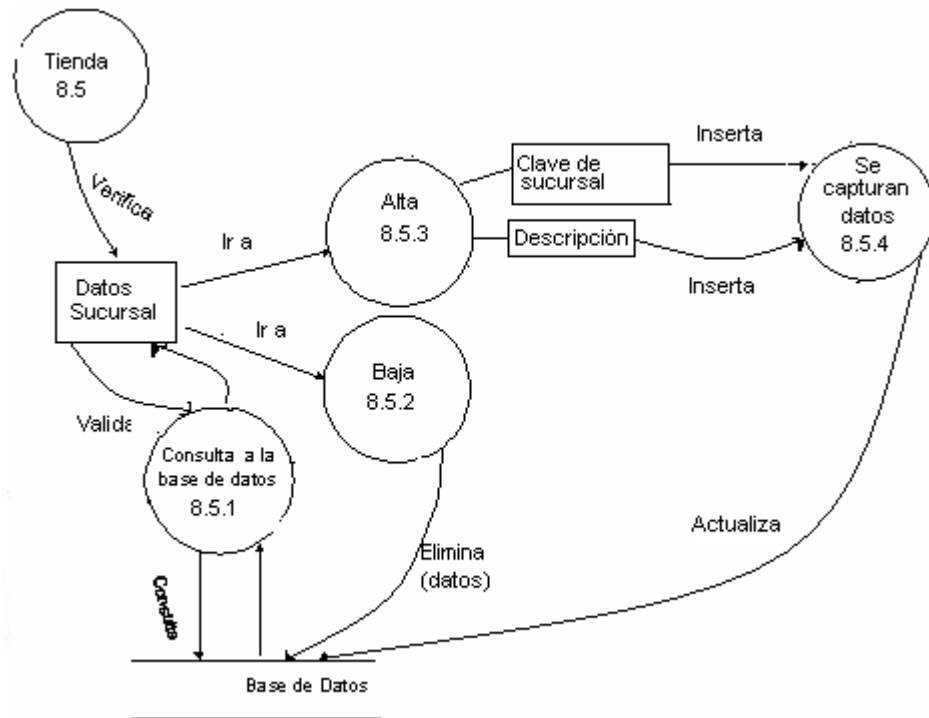 Tienda
8.5
Verifica
Datos
Sucursal
Ir a
Ir a
Alta
8.5.3
Clave de
sucursal
Descripción
Inserta
Inserta
Se
capturan
datos
8.5.4
Baja
8.5.2
Valida
Consulta a la
base de datos
8.5.1
Consulta
Elimina
(datos)
Actualiza
Base de Datos